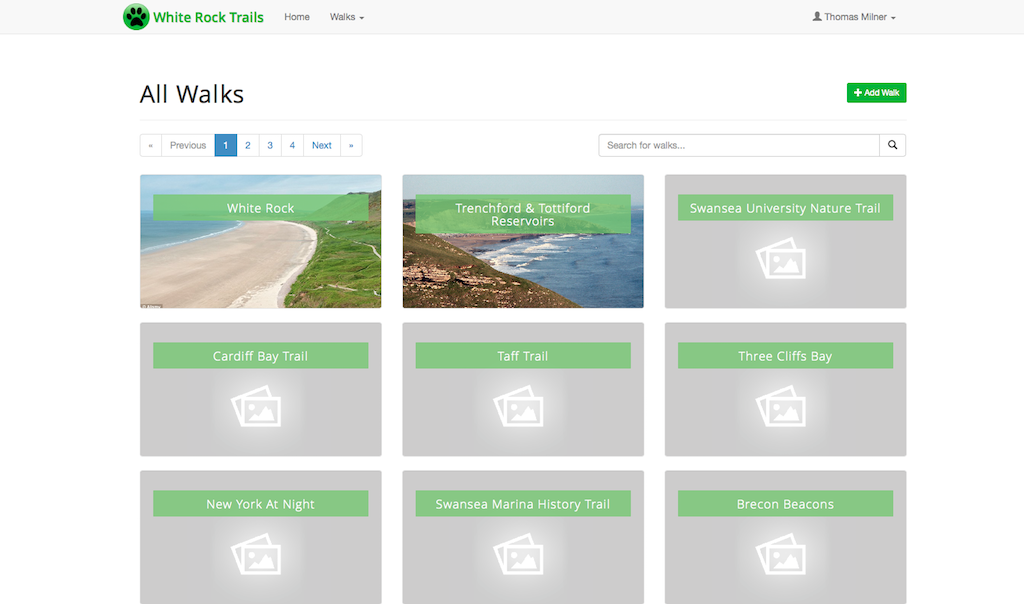 White Rock Trails
Home
Walks
Thomas Milner
All Walks
+ Add Walk
«
Previous
1
2
3
4
Next
»
Search for walks...
White Rock
Trenchford & Tottiford
Reservoirs
Swansea University Nature Trail
Cardiff Bay Trail
Taff Trail
Three Cliffs Bay
New York At Night
Swansea Marina History Trail
Brecon Beacons